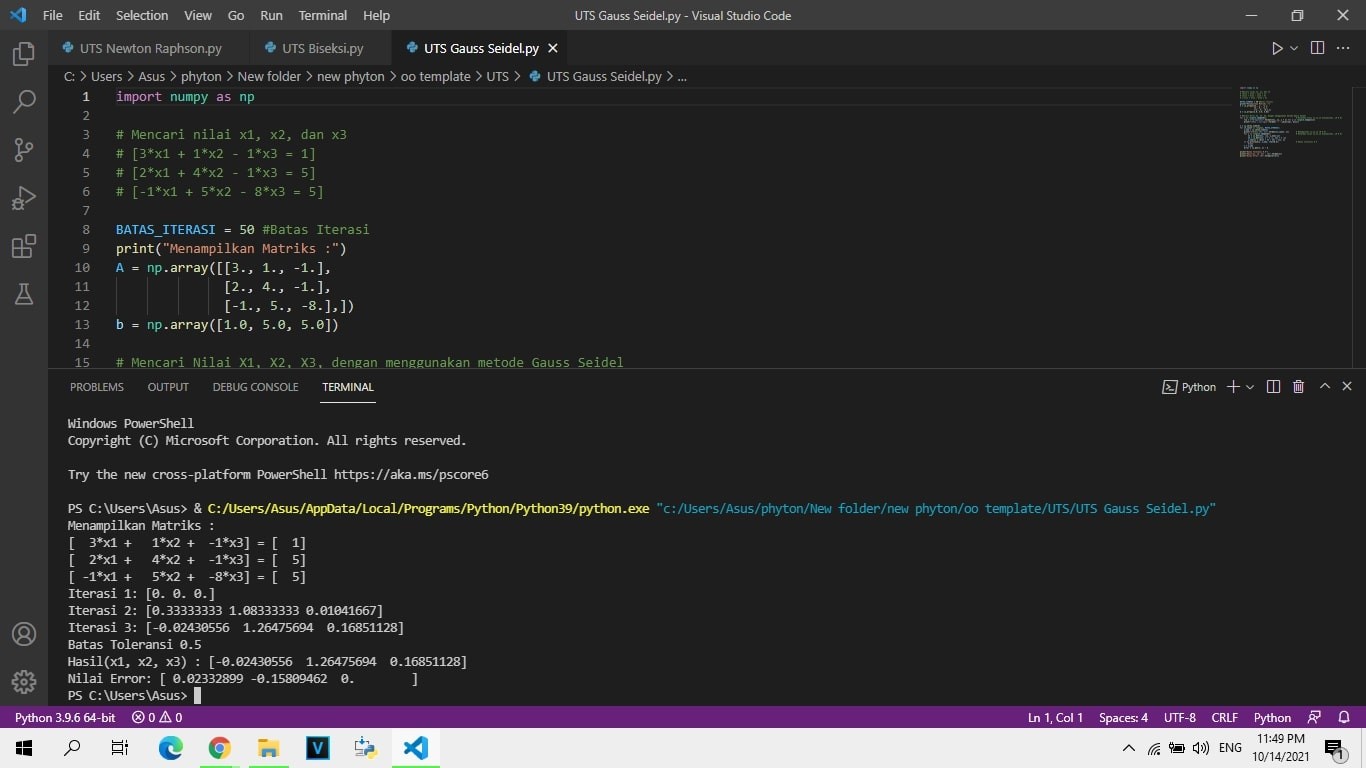 File Edit Selection View Go Run Terminal Help UTS Gauss Seidel.py - Visual Studio Code
UTS Newton Raphson.py UTS Biseksi.py UTS Gauss Seidel.py
C: > Users > Asus > phyton > New folder > new phyton > oo template > UTS > UTS Gauss Seidel.py > ...
1 import numpy as np
2
3 # Mencari nilai x1, x2, dan x3
4 # [3*x1 + 1*x2 - 1*x3 = 1]
5 # [2*x1 + 4*x2 - 1*x3 = 5]
6 # [-1*x1 + 5*x2 - 8*x3 = 5]
7
8 BATAS_ITERASI = 50 #Batas Iterasi
9 print("Menampilkan Matriks :")
10 A = np.array([[3., 1., -1.],
11 [2., 4., -1.],
12 [-1., 5., -8.],])
13 b = np.array([1.0, 5.0, 5.0])
14
15 # Mencari Nilai X1, X2, X3, dengan menggunakan metode Gauss Seidel
PROBLEMS OUTPUT DEBUG CONSOLE TERMINAL Python
Windows PowerShell
Copyright (C) Microsoft Corporation. All rights reserved.
Try the new cross-platform PowerShell https://aka.ms/pscore6
PS C:\Users\Asus> & C:/Users/Asus/AppData/Local/Programs/Python/Python39/python.exe "c:/Users/Asus/phyton/New folder/new phyton/oo template/UTS/UTS Gauss Seidel.py"
Menampilkan Matriks :
[  3*x1 +   1*x2 +  -1*x3] = [  1]
[  2*x1 +   4*x2 +  -1*x3] = [  5]
[ -1*x1 +   5*x2 +  -8*x3] = [  5]
Iterasi 1: [0. 0. 0.]
Iterasi 2: [0.33333333 1.08333333 0.01041667]
Iterasi 3: [-0.02430556  1.26475694  0.16851128]
Batas Toleransi 0.5
Hasil(x1, x2, x3) : [-0.02430556  1.26475694  0.16851128]
Nilai Error: [ 0.02332899 -0.15809462  0.        ]
PS C:\Users\Asus>
Python 3.9.6 64-bit 0 0 Ln 1, Col 1 Spaces: 4 UTF-8 CRLF Python
V ENG 11:49 PM
10/14/2021 1